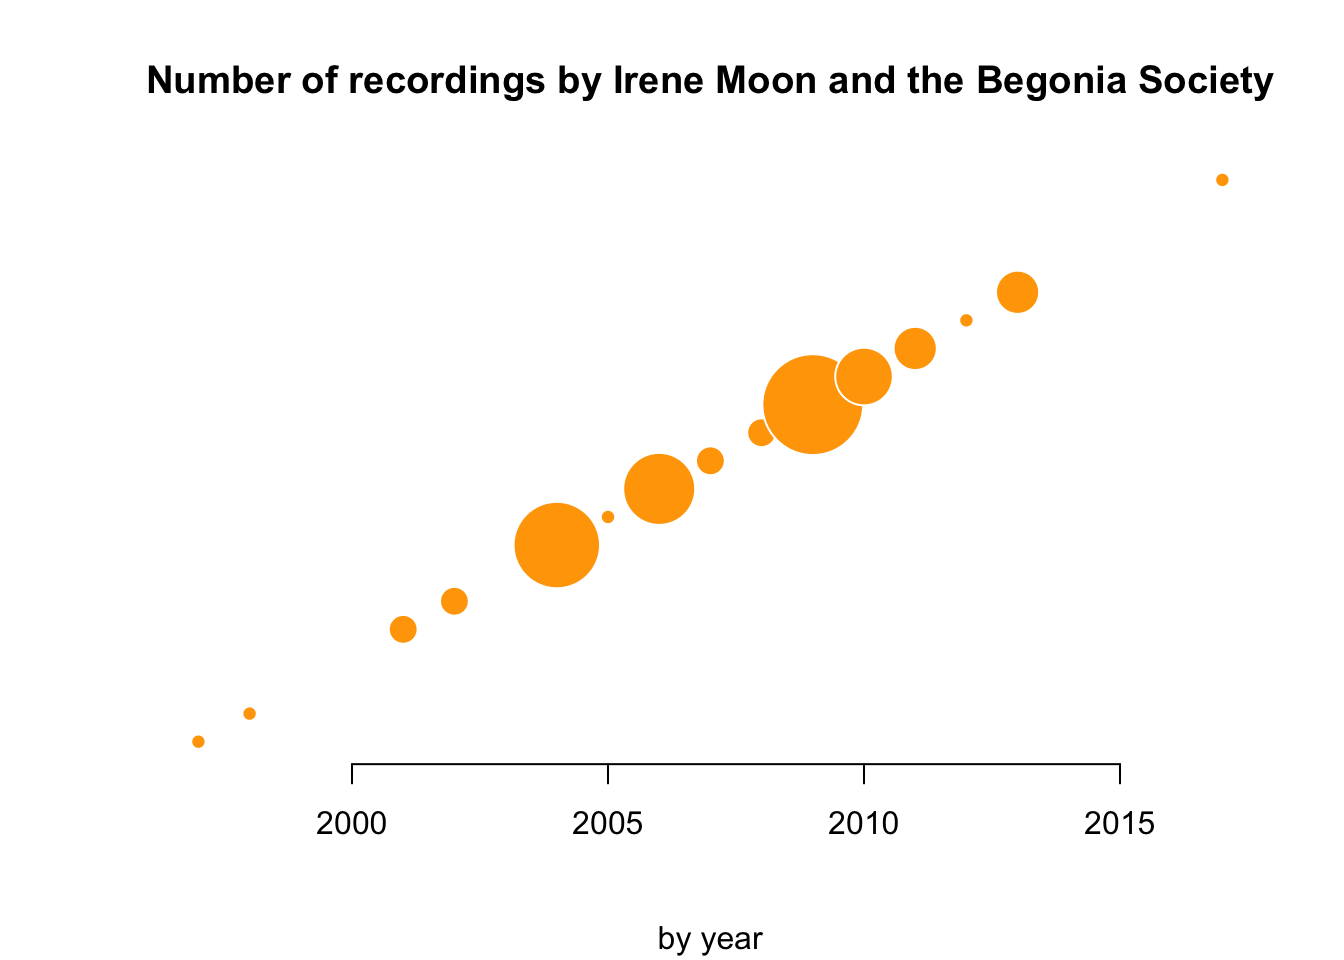 Number of recordings by Irene Moon and the Begonia Society
2000 2005 2010 2015
by year